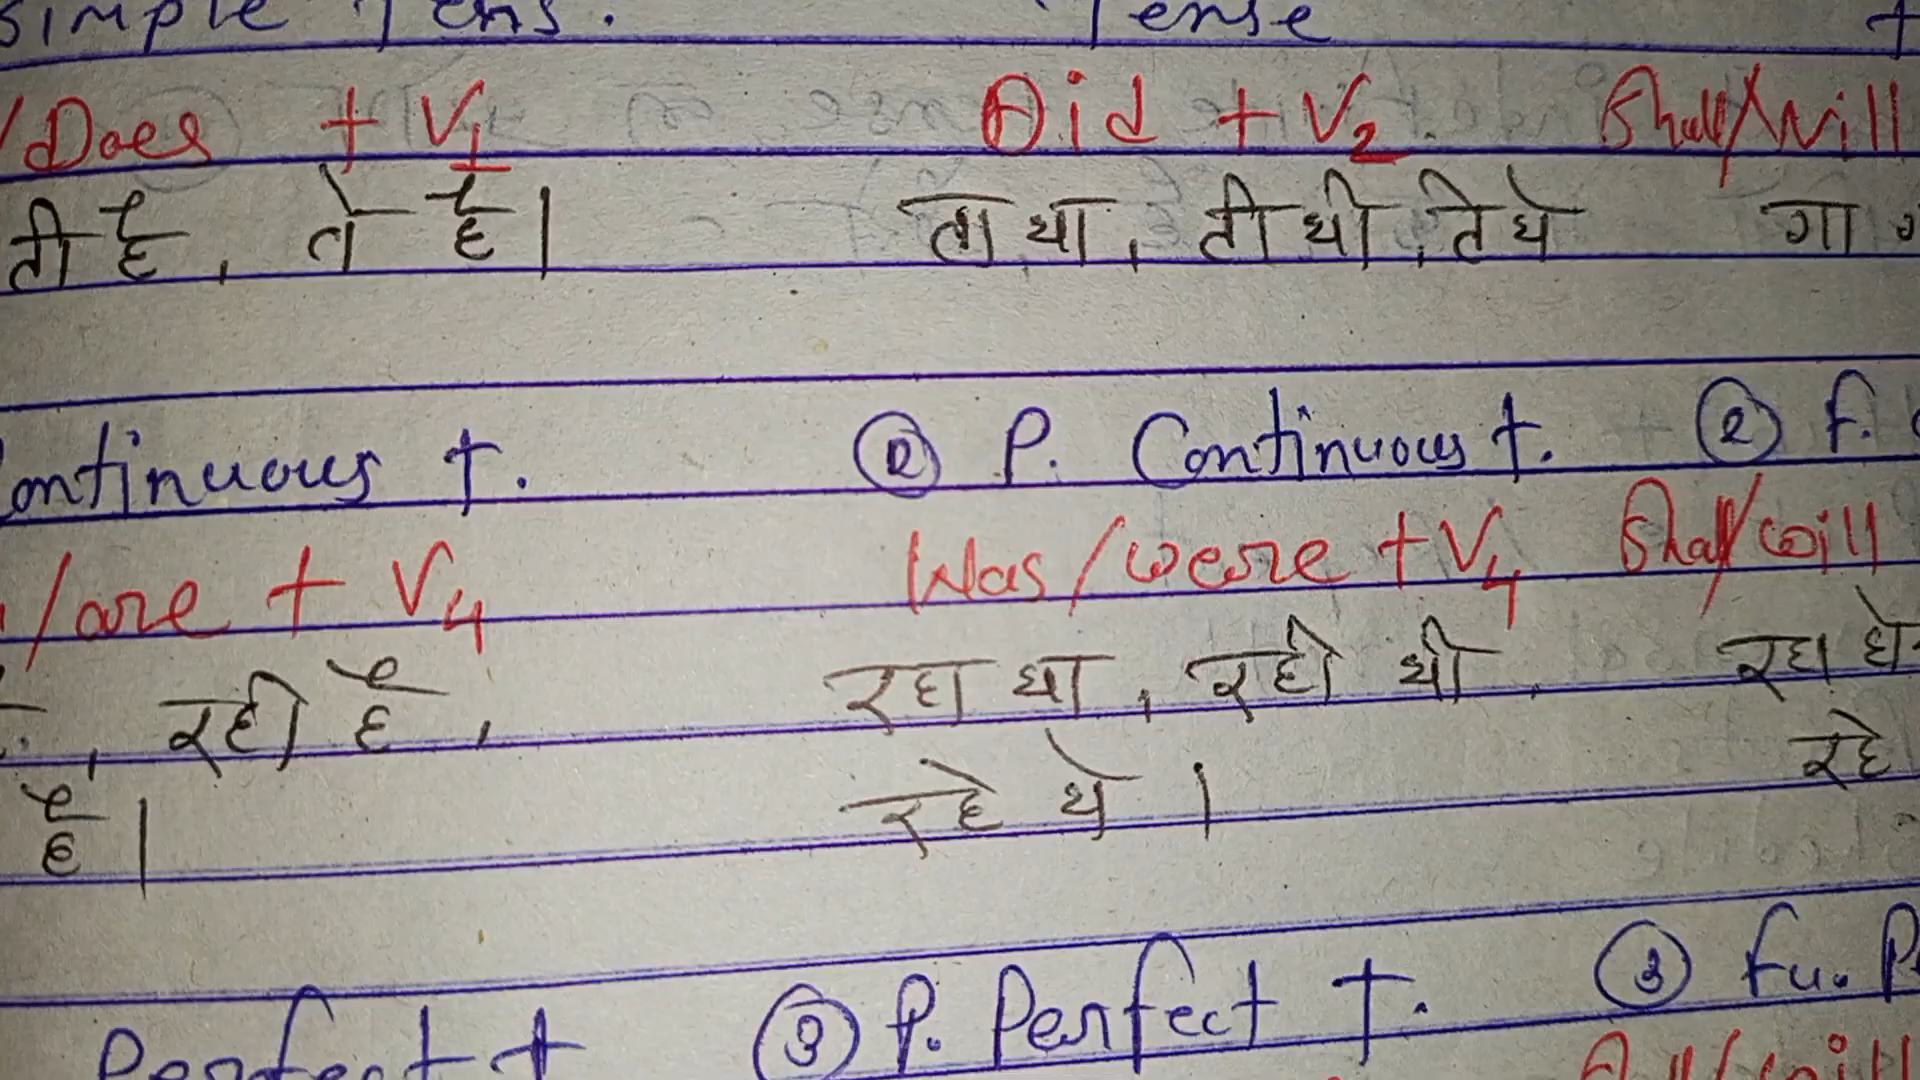 Simple Tens. Tense
/Does + V1 Did + V2 Shall/Will
ती है, ते है। ता था, ती थी, ते थे गा
ontinuous t. ② P. Continuous t. ② F.
/are + V4 Was/were + V4 Shall/will
रही है, रहा था, रही थी,
है। रहे थे। रहे
Perfect t ③ P. Perfect T. ③ Fu. P